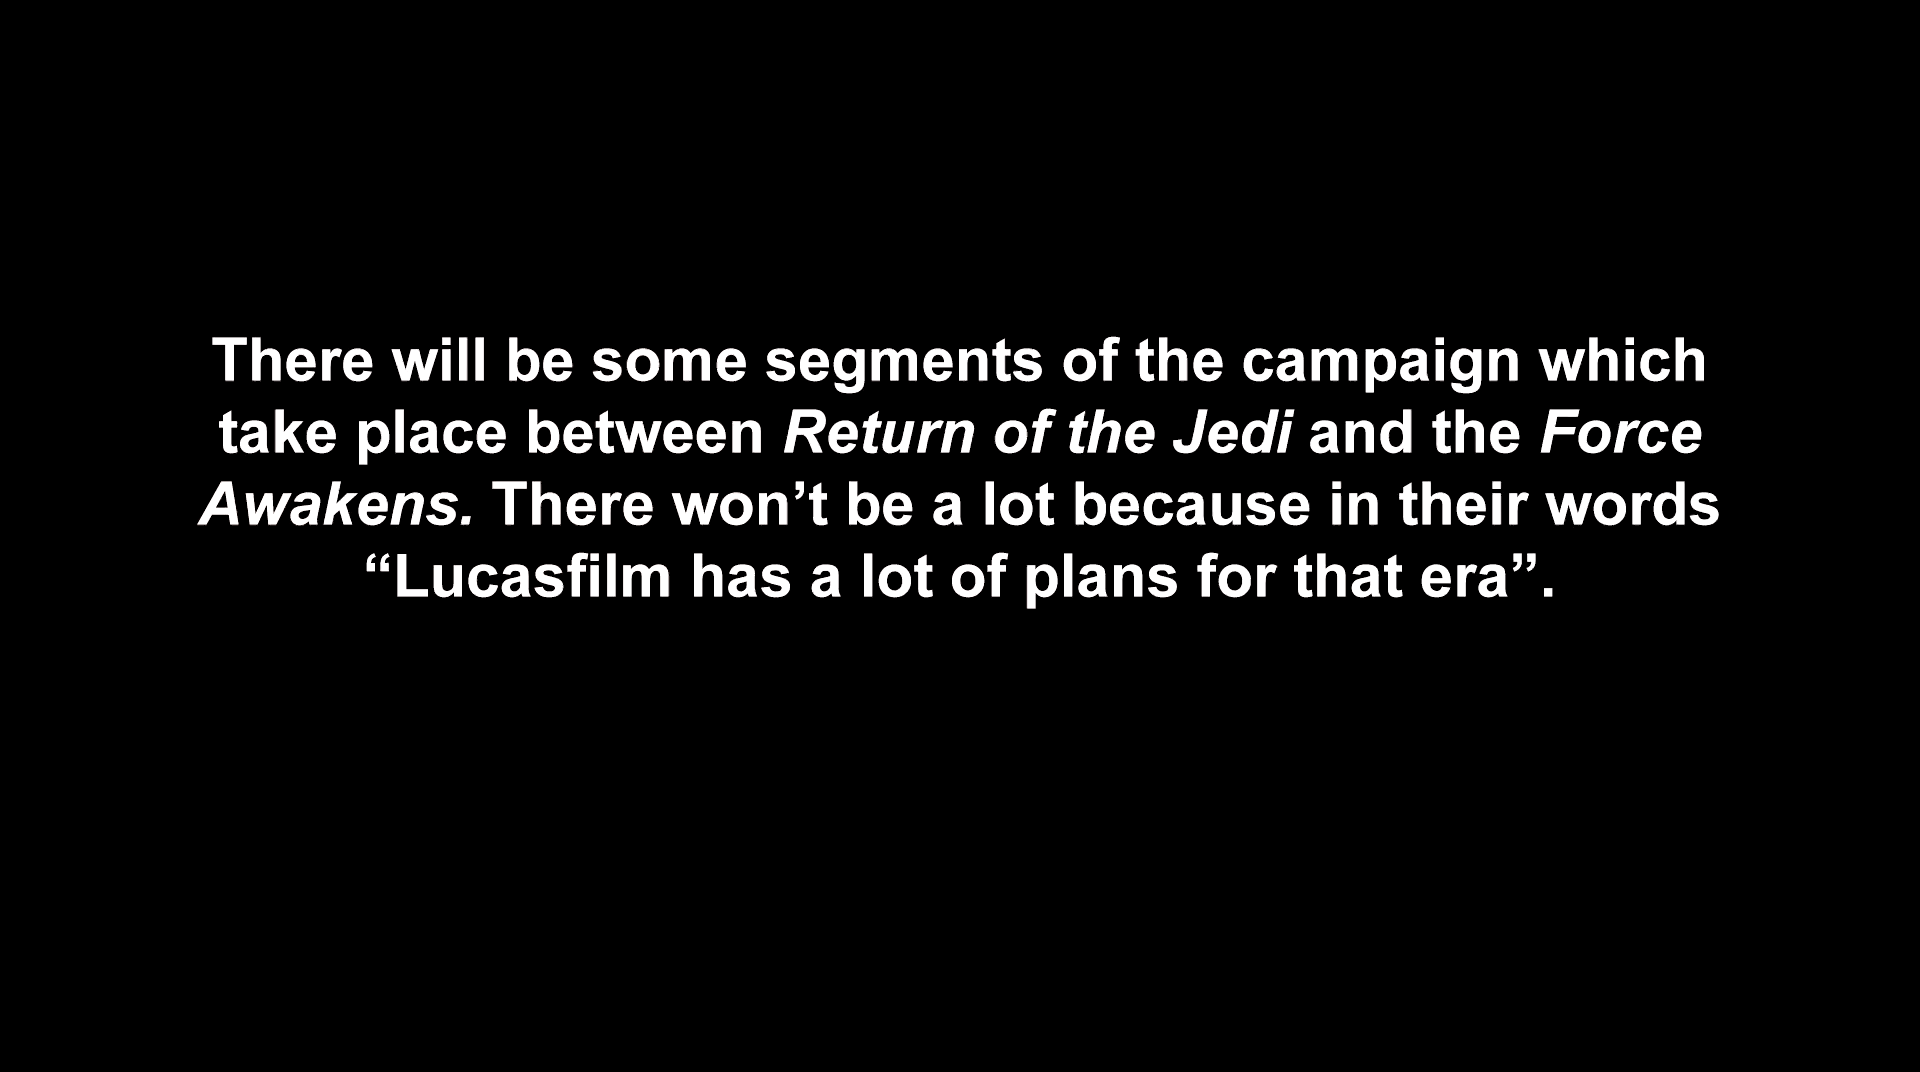 There will be some segments of the campaign which
take place between Return of the Jedi and the Force
Awakens. There won’t be a lot because in their words
“Lucasfilm has a lot of plans for that era”.